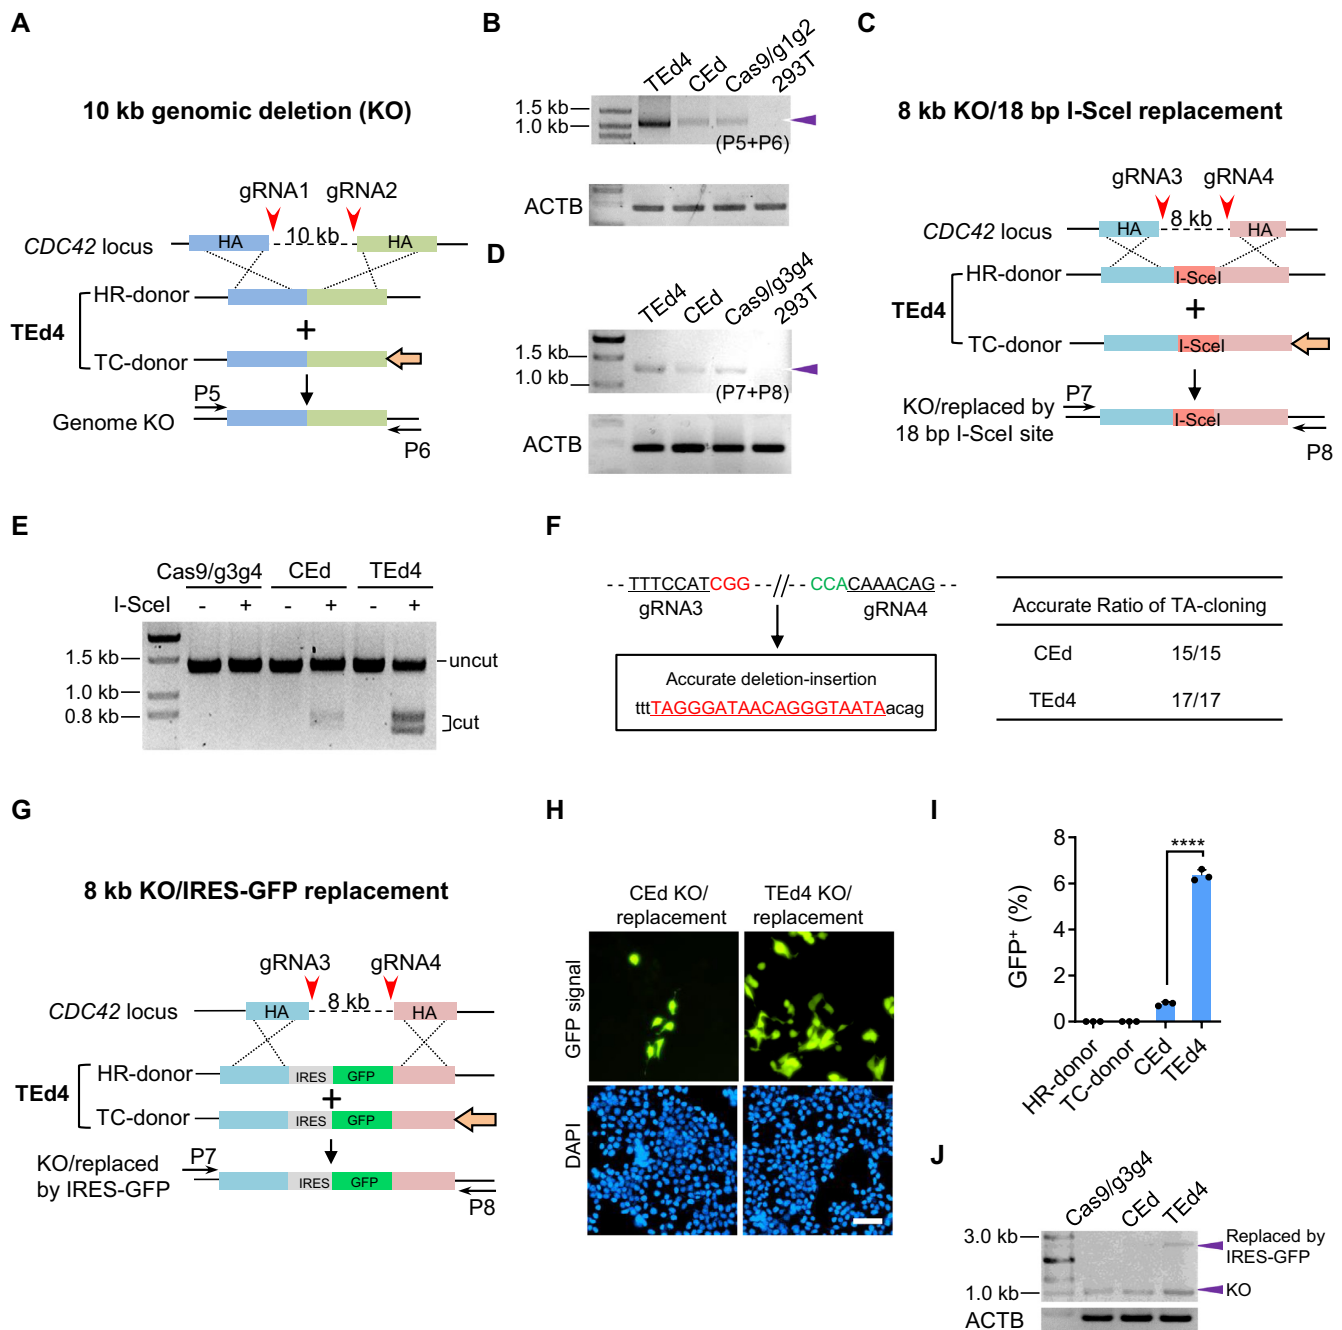 A
10 kb genomic deletion (KO)
gRNA1 gRNA2
10 kb
HA HA
CDC42 locus
HR-donor
TEd4
+
TC-donor
P5
Genome KO
P6
B
TEd4 CEd Cas9/g1g2 293T
1.5 kb
1.0 kb
(P5+P6)
ACTB
C
8 kb KO/18 bp I-SceI replacement
gRNA3 gRNA4
8 kb
HA HA
CDC42 locus
HR-donor
I-SceI
TEd4
+
TC-donor
I-SceI
P7
KO/replaced by
18 bp I-SceI site
I-SceI
P8
D
TEd4 CEd Cas9/g3g4 293T
1.5 kb
1.0 kb
(P7+P8)
ACTB
E
Cas9/g3g4 CEd TEd4
I-SceI - + - + - +
1.5 kb
uncut
1.0 kb
0.8 kb
cut
F
- - TTTCCATCGG - - // - - CCACAAACAG - -
gRNA3 gRNA4
Accurate deletion-insertion
tttTAGGGATAACAGGGTAATAacag
Accurate Ratio of TA-cloning
CEd 15/15
TEd4 17/17
G
8 kb KO/IRES-GFP replacement
gRNA3 gRNA4
8 kb
HA HA
CDC42 locus
HR-donor
IRES GFP
TEd4
+
TC-donor
IRES GFP
P7
KO/replaced
by IRES-GFP
IRES GFP
P8
H
CEd KO/
replacement
TEd4 KO/
replacement
GFP signal
DAPI
I
8
6
4
2
0
GFP+ (%)
****
HR-donor
TC-donor
CEd
TEd4
J
Cas9/g3g4 CEd TEd4
3.0 kb
Replaced by
IRES-GFP
1.0 kb
KO
ACTB